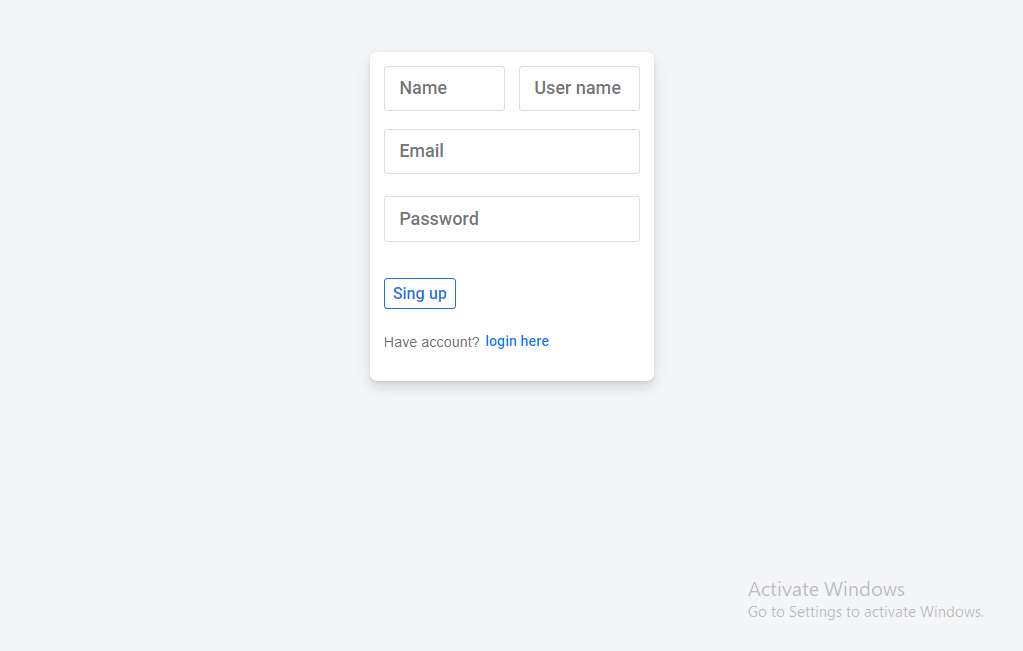 Name
User name
Email
Password
Sing up
Have account? login here
Activate Windows
Go to Settings to activate Windows.